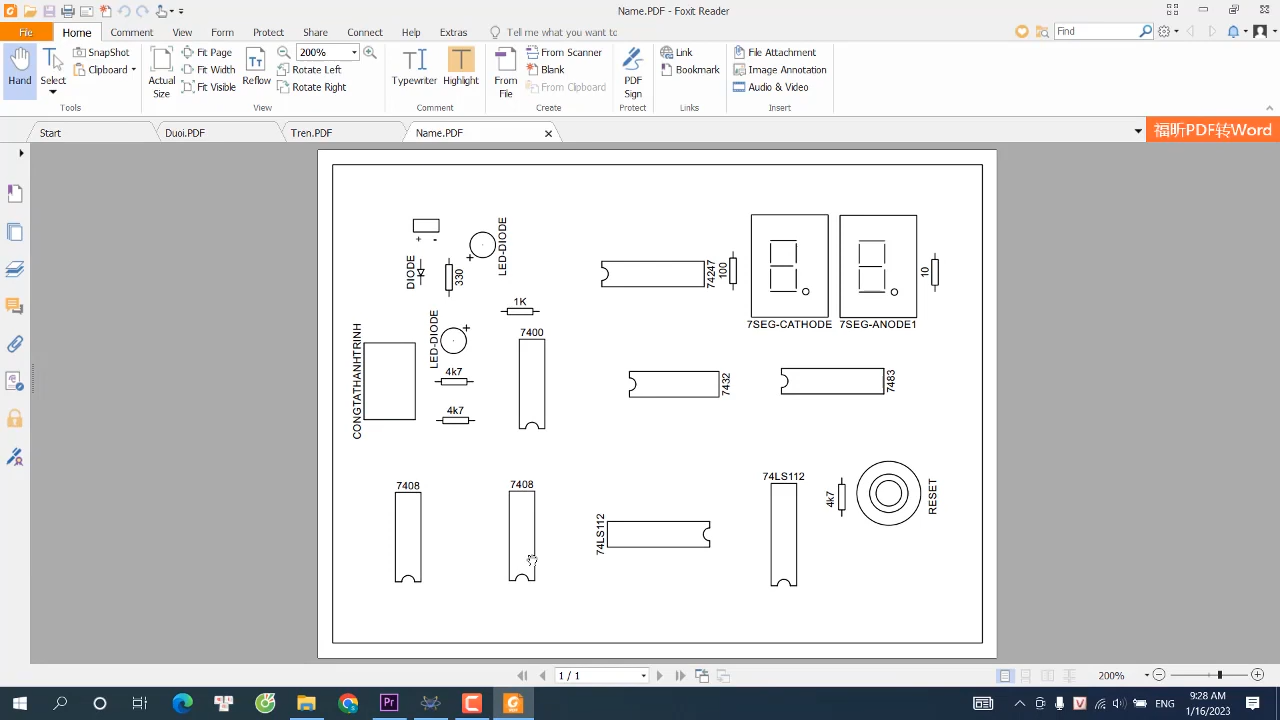 Name.PDF - Foxit Reader
File Home Comment View Form Protect Share Connect Help Extras Tell me what you want to Find
Hand
Select
SnapShot
Clipboard
Tools
Actual Size
Fit Page
Fit Width
Fit Visible
Reflow
200%
Rotate Left
Rotate Right
View
Typewriter
Highlight
Comment
From File
From Scanner
Blank
From Clipboard
Create
PDF Sign
Protect
Link
Bookmark
Links
File Attachment
Image Annotation
Audio & Video
Insert
Start Duoi.PDF Tren.PDF Name.PDF
福昕PDF转Word
+ -
LED-DIODE
+
DIODE
330
74247
100
10
7SEG-CATHODE 7SEG-ANODE1
1K
LED-DIODE
+
7400
CONGTATHANHTRINH
4k7
4k7
7432
7483
7408
7408
74LS112
74LS112
4k7
RESET
1 / 1
200%
ENG
9:28 AM
1/16/2023